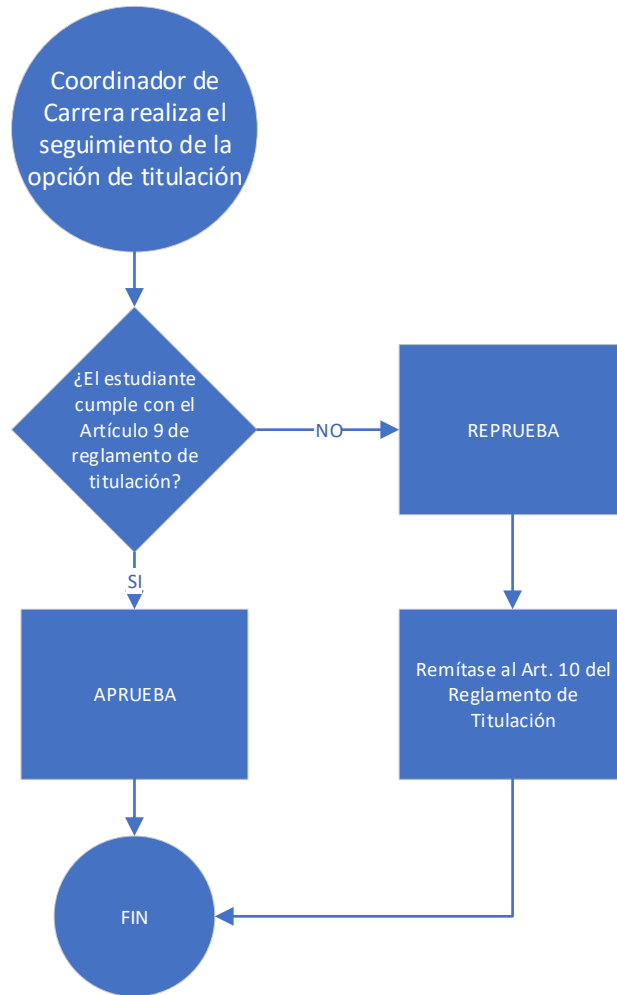 Coordinador de
Carrera realiza el
seguimiento de la
opción de titulación
¿El estudiante
cumple con el
Artículo 9 de
reglamento de
titulación?
NO
REPRUEBA
SI
APRUEBA
Remítase al Art. 10 del
Reglamento de
Titulación
FIN